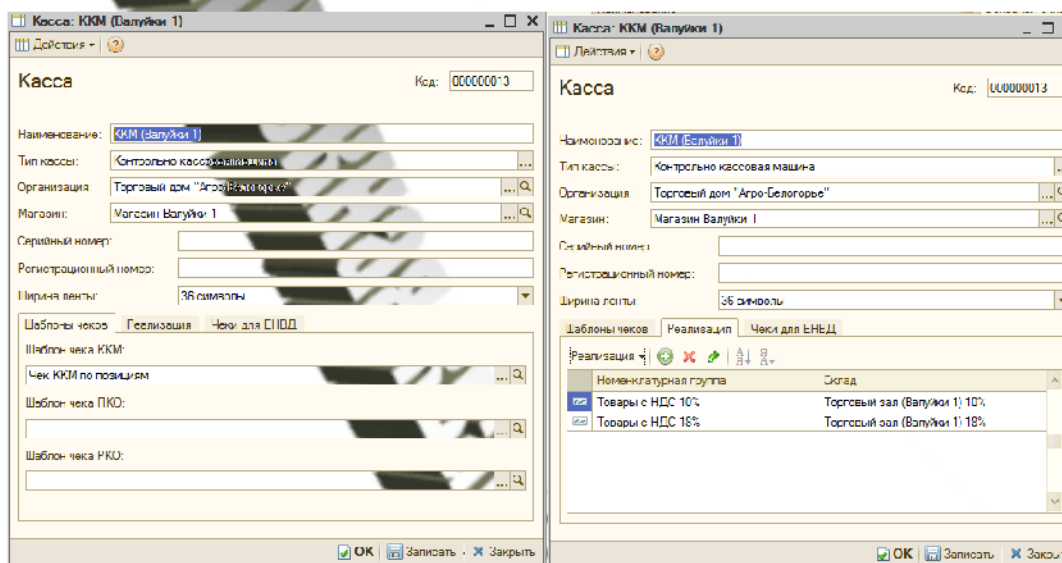 Касса: ККМ (Валуйки 1)
Действия
Касса
Код: 000000013
Наименование: ККМ (Валуйки 1)
Тип кассы: Контрольно кассовая машина
Организация: Торговый дом "Агро-Белогорье"
Магазин: Магазин Валуйки 1
Серийный номер:
Регистрационный номер:
Ширина ленты: 36 символы
Шаблоны чеков Реализация Чеки для ЕНВД
Шаблон чека ККМ:
Чек ККМ по позициям
Шаблон чека ПКО:
Шаблон чека РКО:
OK Записать Закрыть
Касса: ККМ (Валуйки 1)
Действия
Касса
Код: 000000013
Наименование: ККМ (Валуйки 1)
Тип кассы: Контрольно кассовая машина
Организация: Торговый дом "Агро-Белогорье"
Магазин: Магазин Валуйки 1
Серийный номер:
Регистрационный номер:
Ширина ленты: 36 символы
Шаблоны чеков Реализация Чеки для ЕНВД
Реализация
Номенклатурная группа Склад
Товары с НДС 10% Торговый зал (Валуйки 1) 10%
Товары с НДС 18% Торговый зал (Валуйки 1) 18%
OK Записать